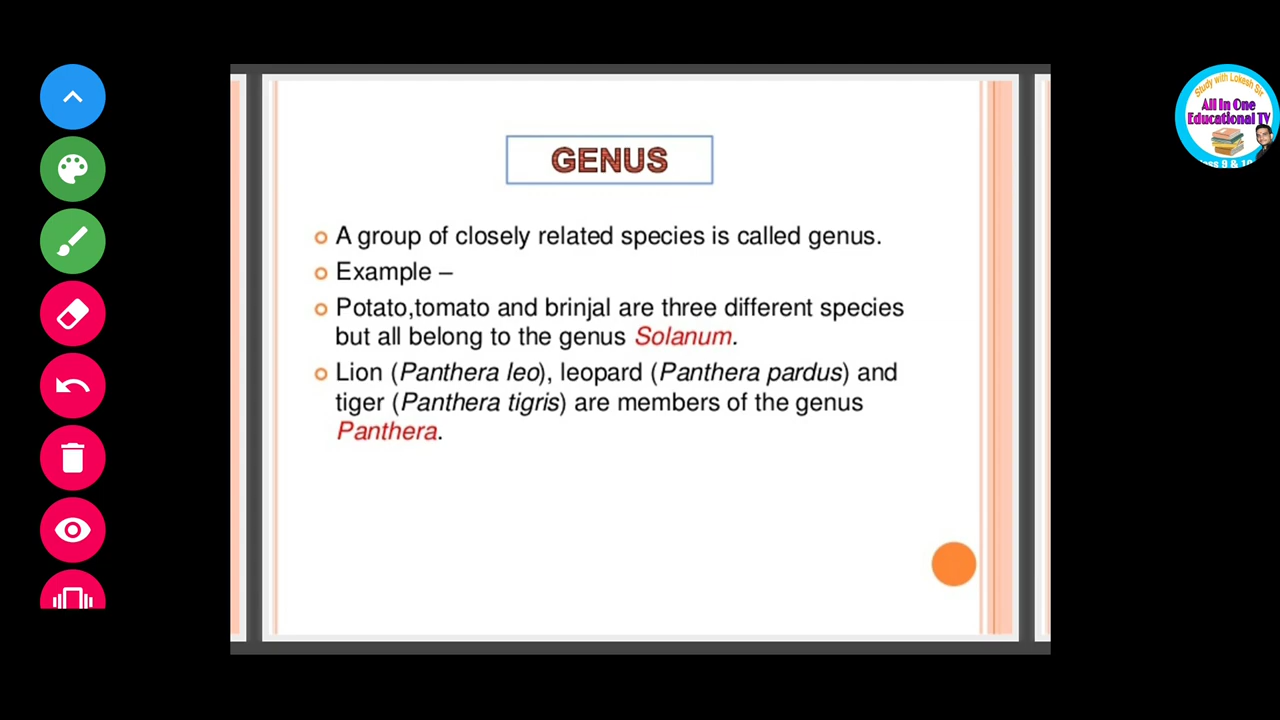 GENUS
A group of closely related species is called genus.
Example –
Potato,tomato and brinjal are three different species
but all belong to the genus Solanum.
Lion (Panthera leo), leopard (Panthera pardus) and
tiger (Panthera tigris) are members of the genus
Panthera.
Study with Lokesh Sir
All In One
Educational TV
9 & 10